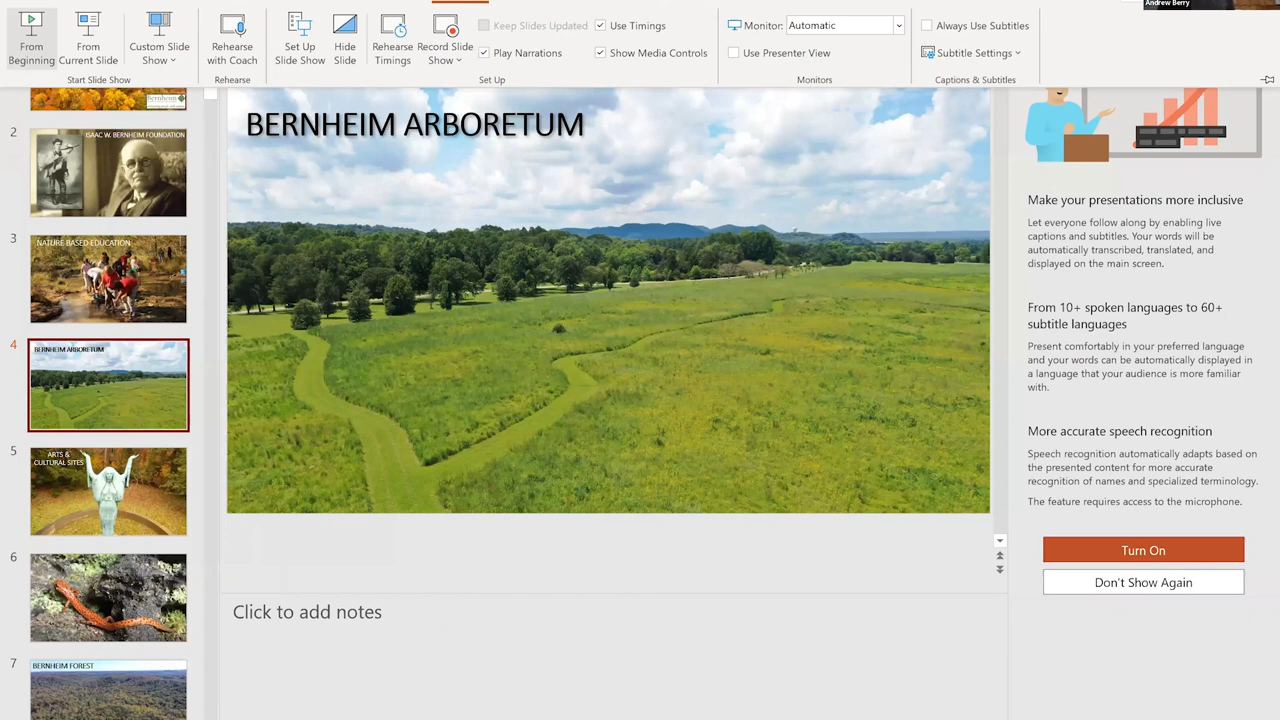 Andrew Berry
From
Beginning
From
Current Slide
Custom Slide
Show
Rehearse
with Coach
Set Up
Slide Show
Hide
Slide
Rehearse
Timings
Record Slide
Show
Keep Slides Updated
Use Timings
Play Narrations
Show Media Controls
Monitor:
Automatic
Use Presenter View
Always Use Subtitles
Subtitle Settings
Start Slide Show
Rehearse
Set Up
Monitors
Captions & Subtitles
Bernheim
2
ISAAC W. BERNHEIM FOUNDATION
3
NATURE BASED EDUCATION
4
BERNHEIM ARBORETUM
5
ARTS &
CULTURAL SITES
6
7
BERNHEIM FOREST
BERNHEIM ARBORETUM
Click to add notes
Make your presentations more inclusive
Let everyone follow along by enabling live
captions and subtitles. Your words will be
automatically transcribed, translated, and
displayed on the main screen.
From 10+ spoken languages to 60+
subtitle languages
Present comfortably in your preferred language
and your words can be automatically displayed in
a language that your audience is more familiar
with.
More accurate speech recognition
Speech recognition automatically adapts based on
the presented content for more accurate
recognition of names and specialized terminology.
The feature requires access to the microphone.
Turn On
Don't Show Again